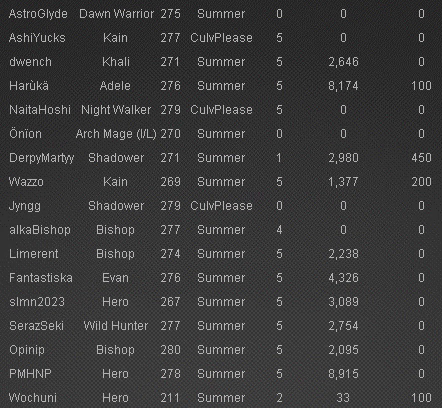 AstroGlyde Dawn Warrior 275 Summer 0 0 0
AshiYucks Kain 277 CulvPlease 5 0 0
dwench Khali 271 Summer 5 2,646 0
Harùkä Adele 276 Summer 5 8,174 100
NaitaHoshi Night Walker 279 CulvPlease 5 0 0
Önïon Arch Mage (I/L) 270 Summer 0 0 0
DerpyMartyy Shadower 271 Summer 1 2,980 450
Wazzo Kain 269 Summer 5 1,377 200
Jyngg Shadower 279 CulvPlease 0 0 0
alkaBishop Bishop 277 Summer 4 0 0
Limerent Bishop 274 Summer 5 2,238 0
Fantastiska Evan 276 Summer 5 4,326 0
slmn2023 Hero 267 Summer 5 3,089 0
SerazSeki Wild Hunter 277 Summer 5 2,754 0
Opinip Bishop 280 Summer 5 2,095 0
PMHNP Hero 278 Summer 5 8,915 0
Wochuni Hero 211 Summer 2 33 100